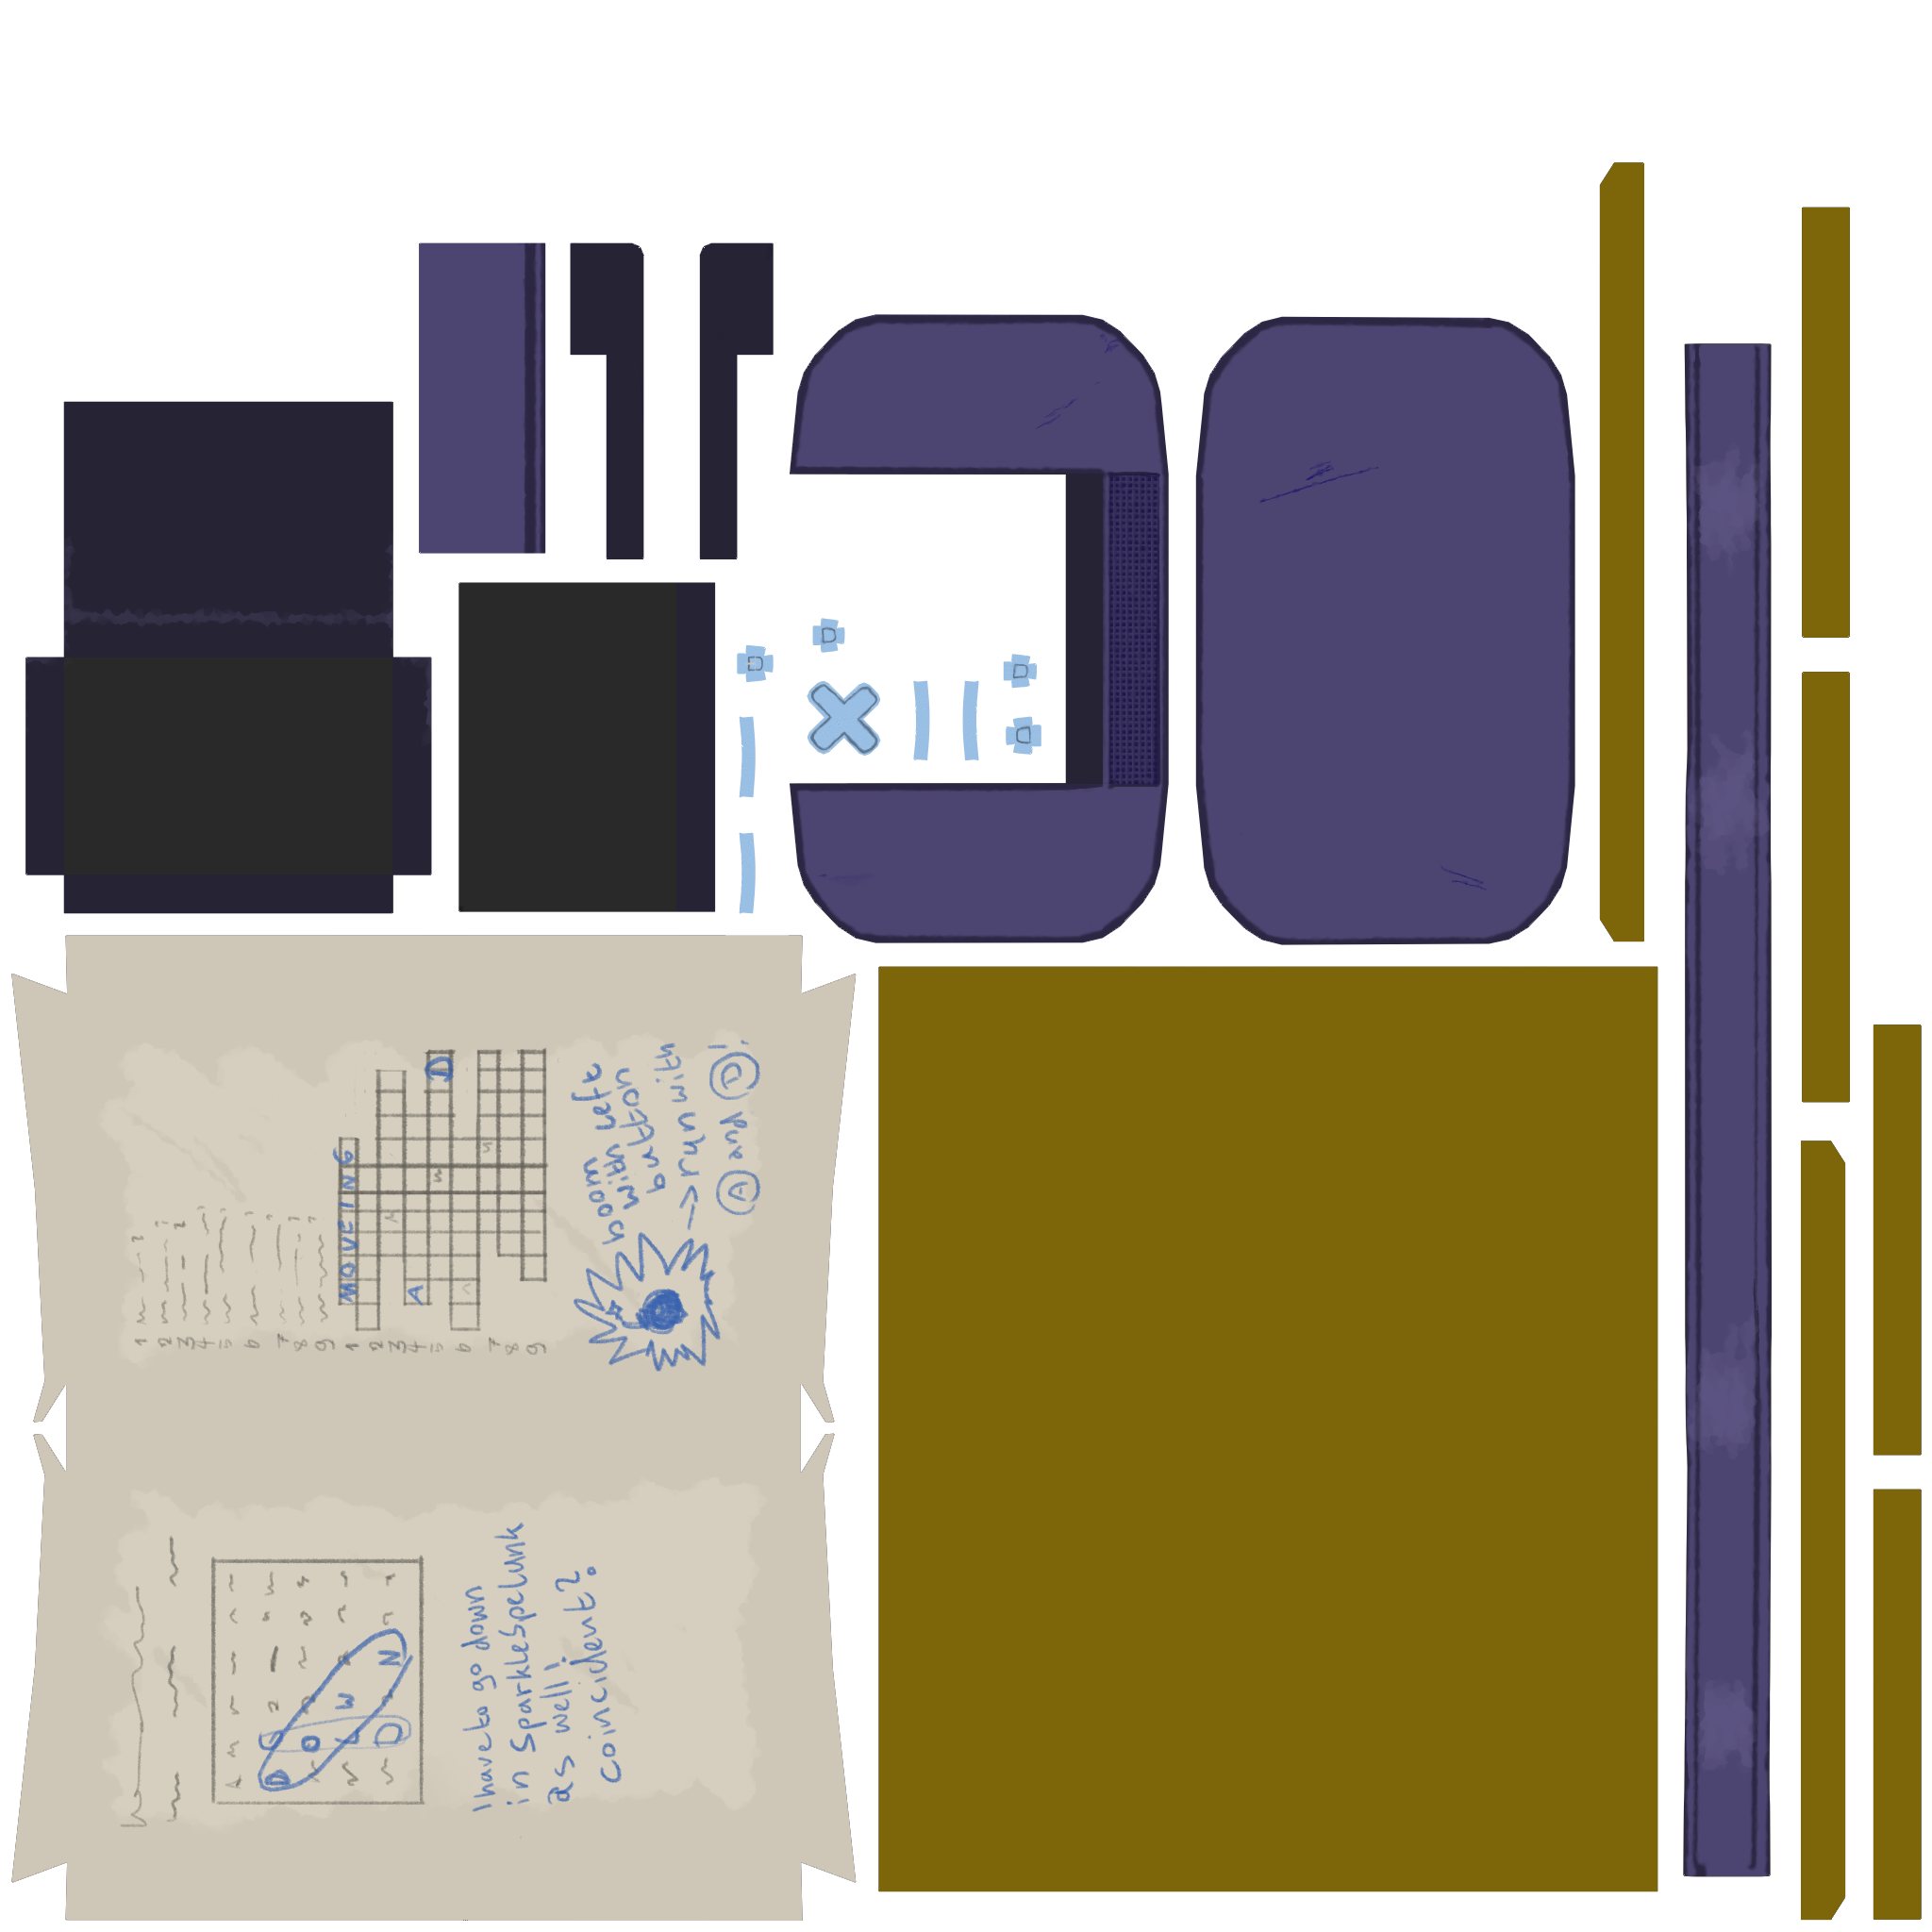 D S
O
L W
D N
I have to go down
in SparkleSpelunk
as well!
Coincident?
1
2
3
4
5
6
7
8
9
1 MOVEING
2
3
4 A
5 D
6
7
8
9
boom with left
button
->run with
A and D!